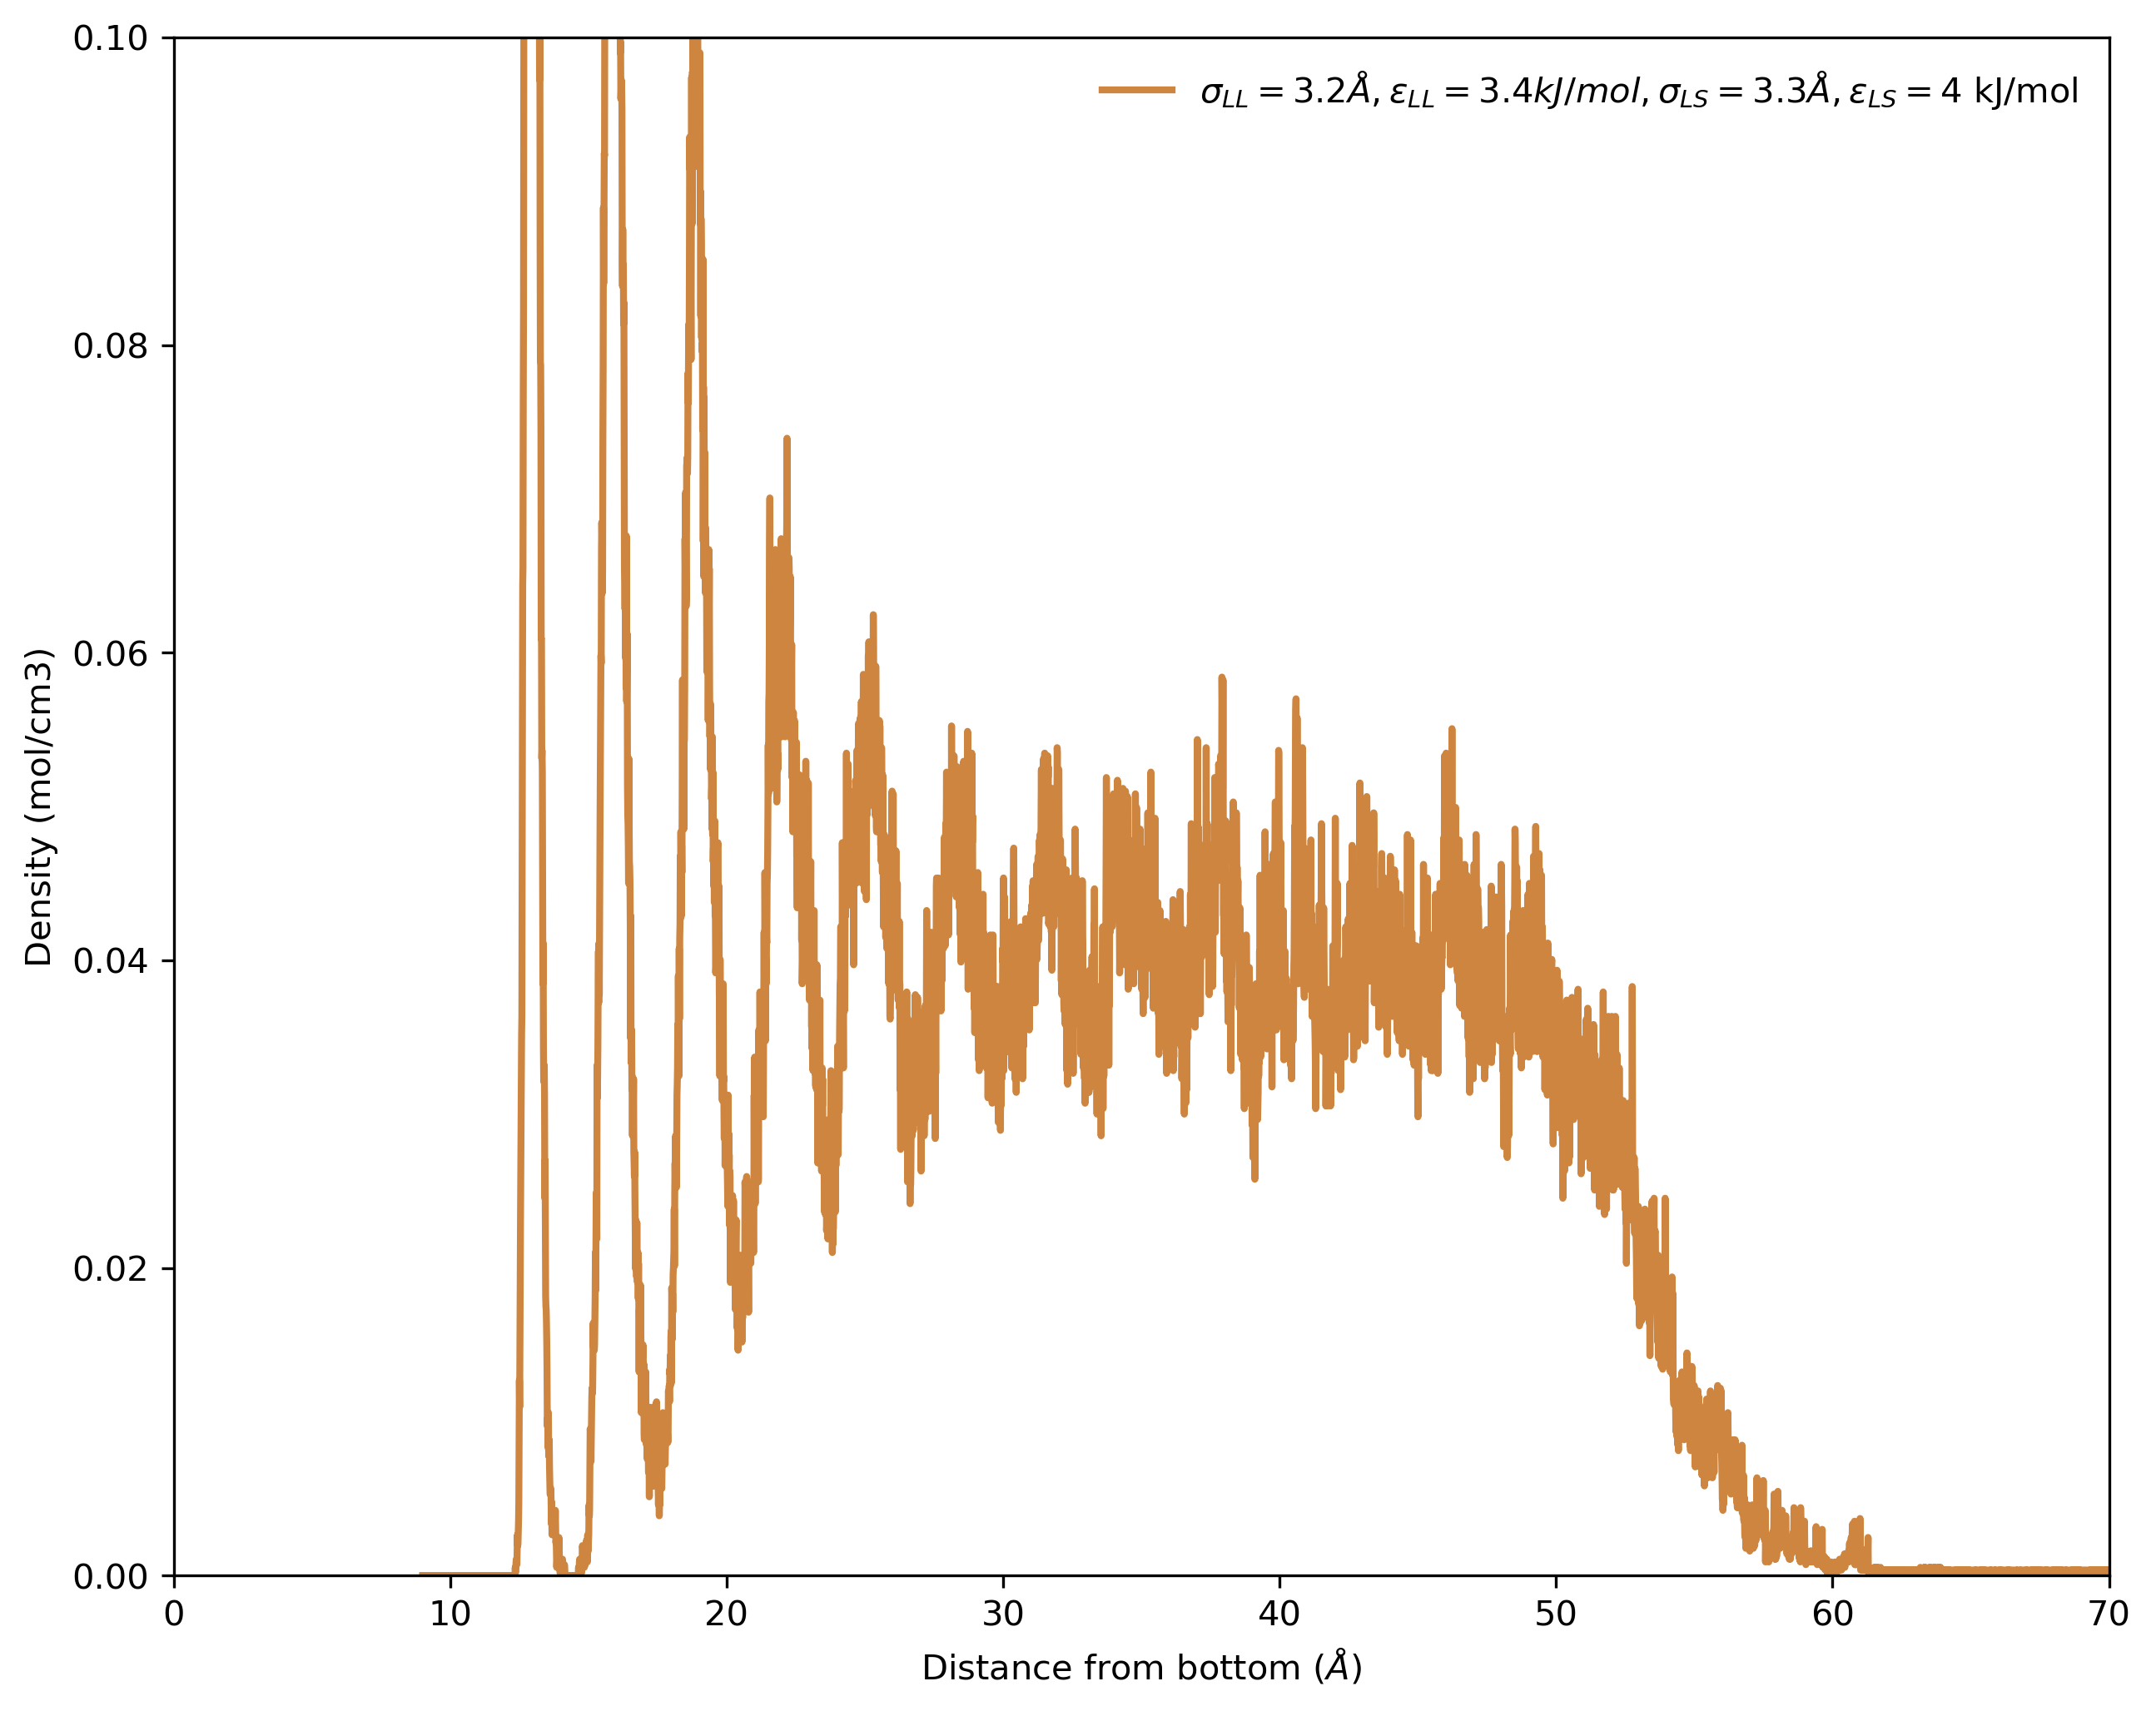 0.10
0.08
0.06
0.04
0.02
0.00
Density (mol/cm3)
σLL = 3.2Å, εLL = 3.4kJ/mol, σLS = 3.3Å, εLS = 4 kJ/mol
0 10 20 30 40 50 60 70
Distance from bottom (Å)